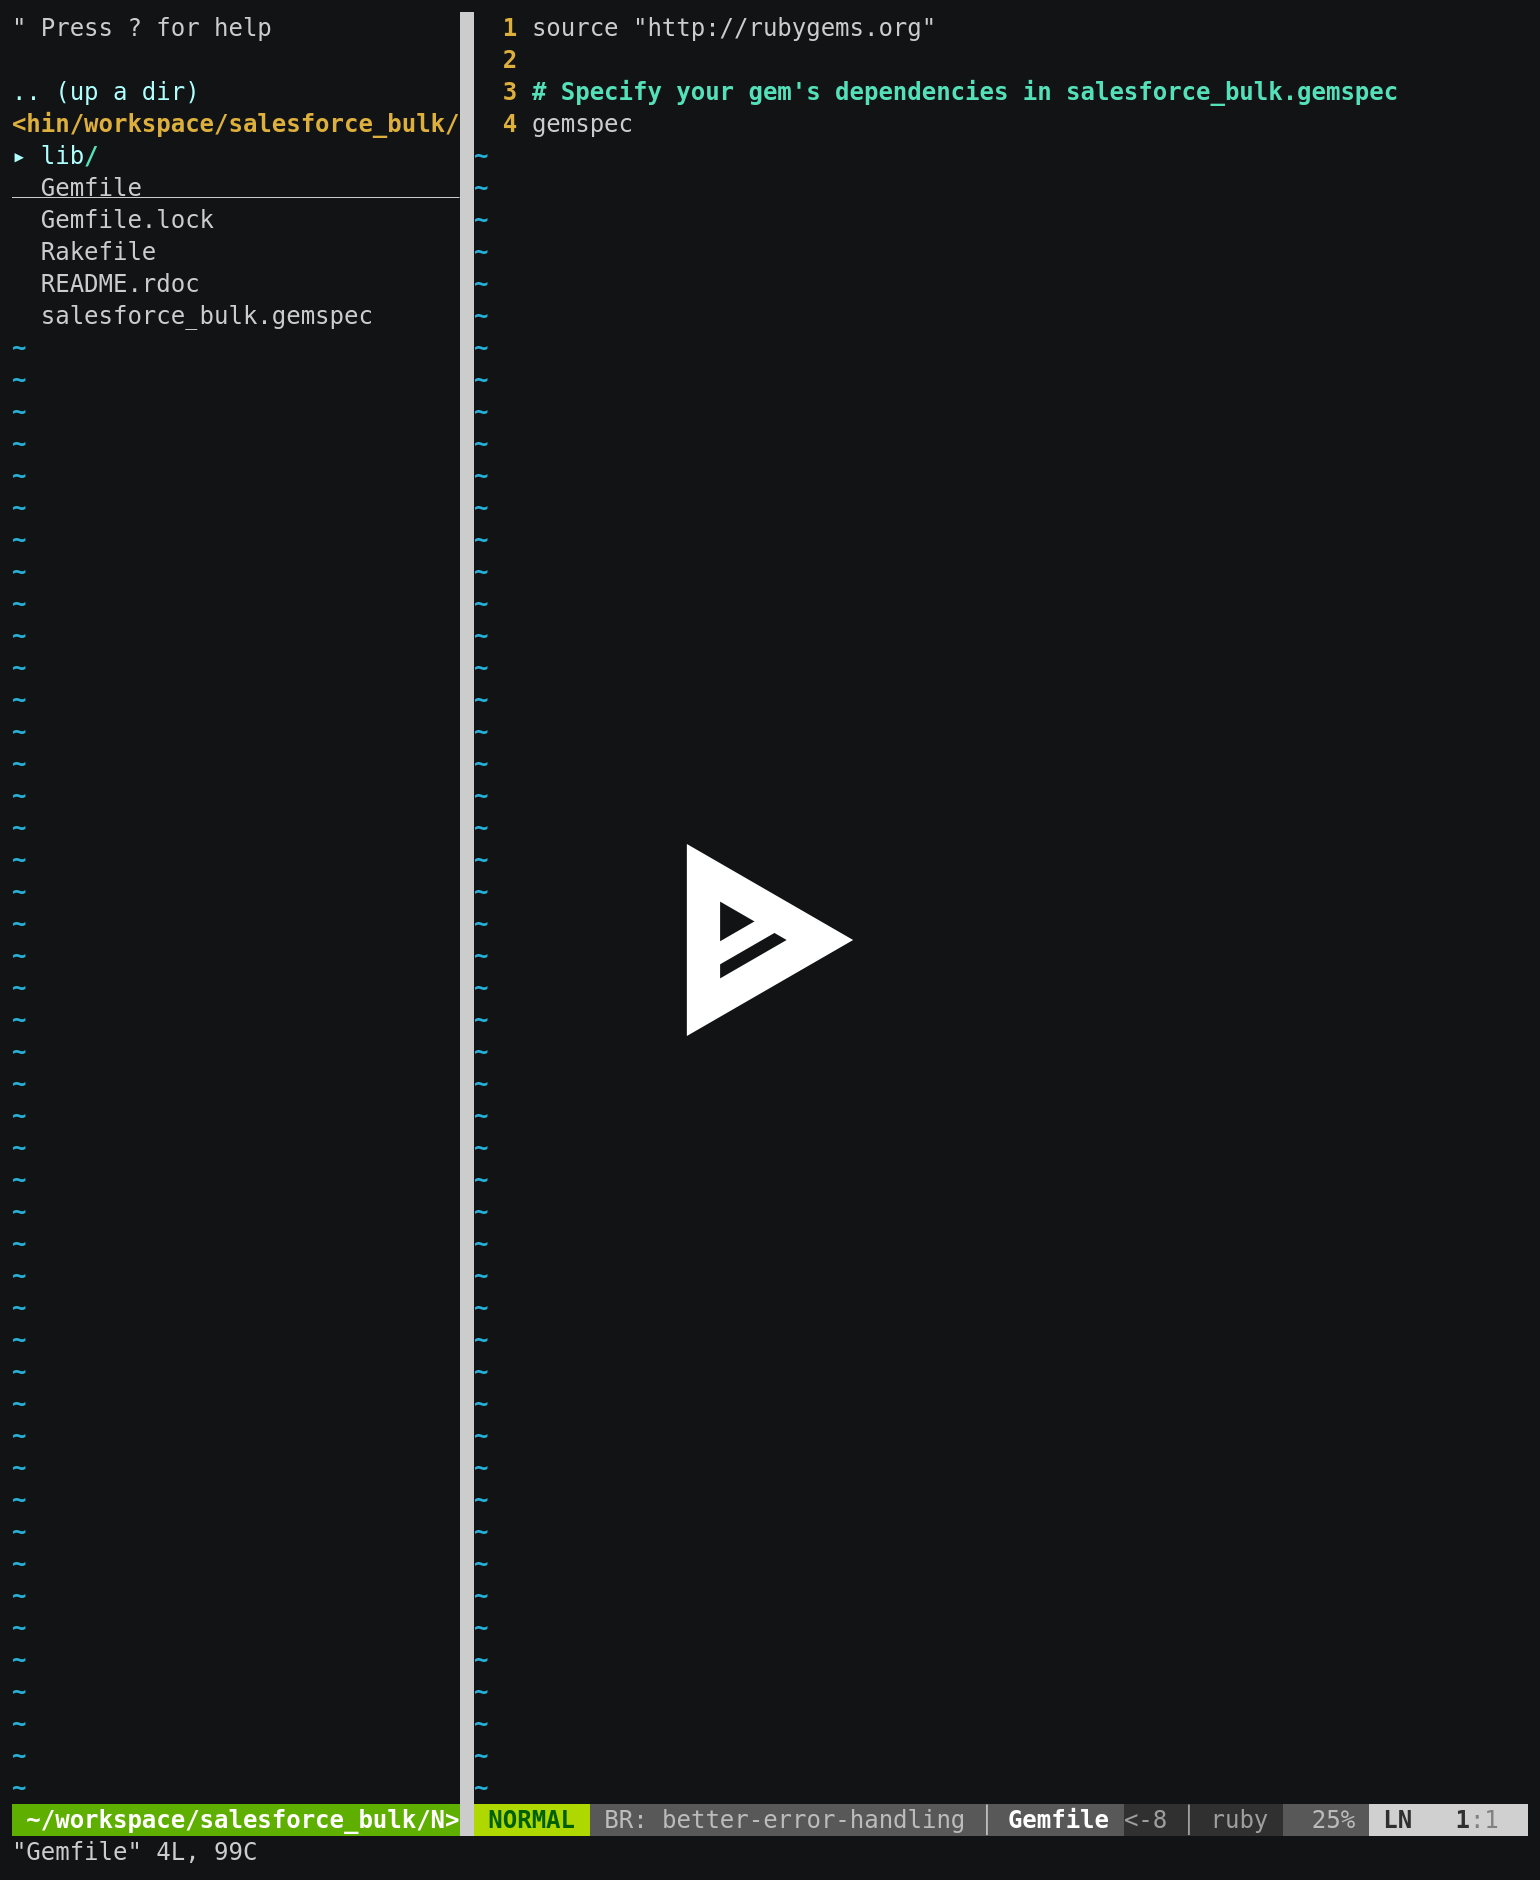 " Press ? for help
.. (up a dir)
<hin/workspace/salesforce_bulk/
▸ lib/
Gemfile
Gemfile.lock
Rakefile
README.rdoc
salesforce_bulk.gemspec
1 source "http://rubygems.org"
2
3 # Specify your gem's dependencies in salesforce_bulk.gemspec
4 gemspec
~/workspace/salesforce_bulk/N> NORMAL BR: better-error-handling │ Gemfile <-8 │ ruby 25% LN 1:1
"Gemfile" 4L, 99C